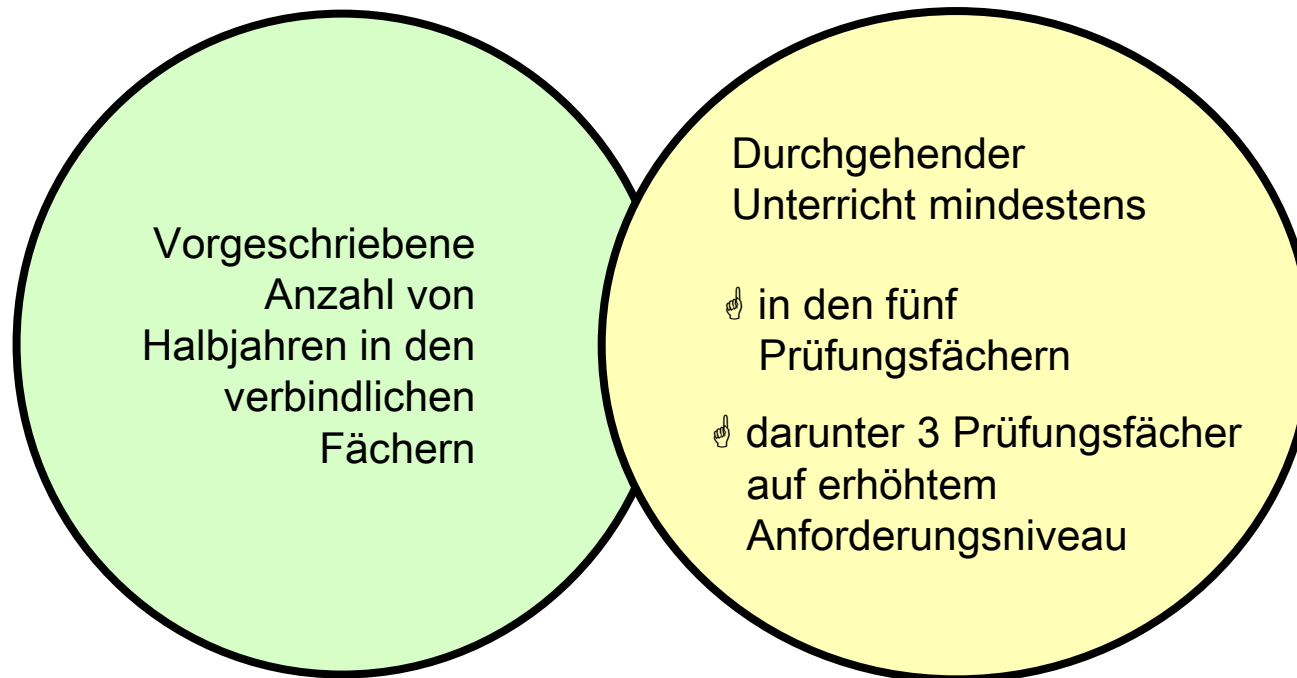 Vorgeschriebene
Anzahl von
Halbjahren in den
verbindlichen
Fächern
Durchgehender
Unterricht mindestens
☝ in den fünf
Prüfungsfächern
☝ darunter 3 Prüfungsfächer
auf erhöhtem
Anforderungsniveau